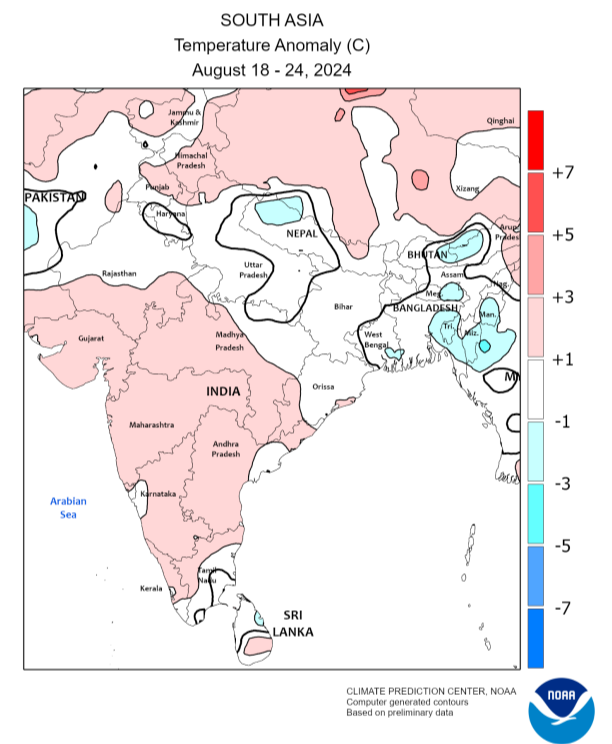 SOUTH ASIA
Temperature Anomaly (C)
August 18 - 24, 2024
Jammu &
Kashmir
Qinghai
Himachal
Pradesh
Punjab
Xizang
PAKISTAN
Haryana
NEPAL
Arun
Prades
BHUTAN
Uttar
Pradesh
Rajasthan
Assam
Nag.
Meg.
Bihar
BANGLADESH
Man.
Tri.
Miz.
Gujarat
Madhya
Pradesh
West
Bengal
M
INDIA
Orissa
Maharashtra
Andhra
Pradesh
Karnataka
Arabian
Sea
Tamil
Nadu
Kerala
SRI
LANKA
+7
+5
+3
+1
-1
-3
-5
-7
CLIMATE PREDICTION CENTER, NOAA
Computer generated contours
Based on preliminary data
NOAA